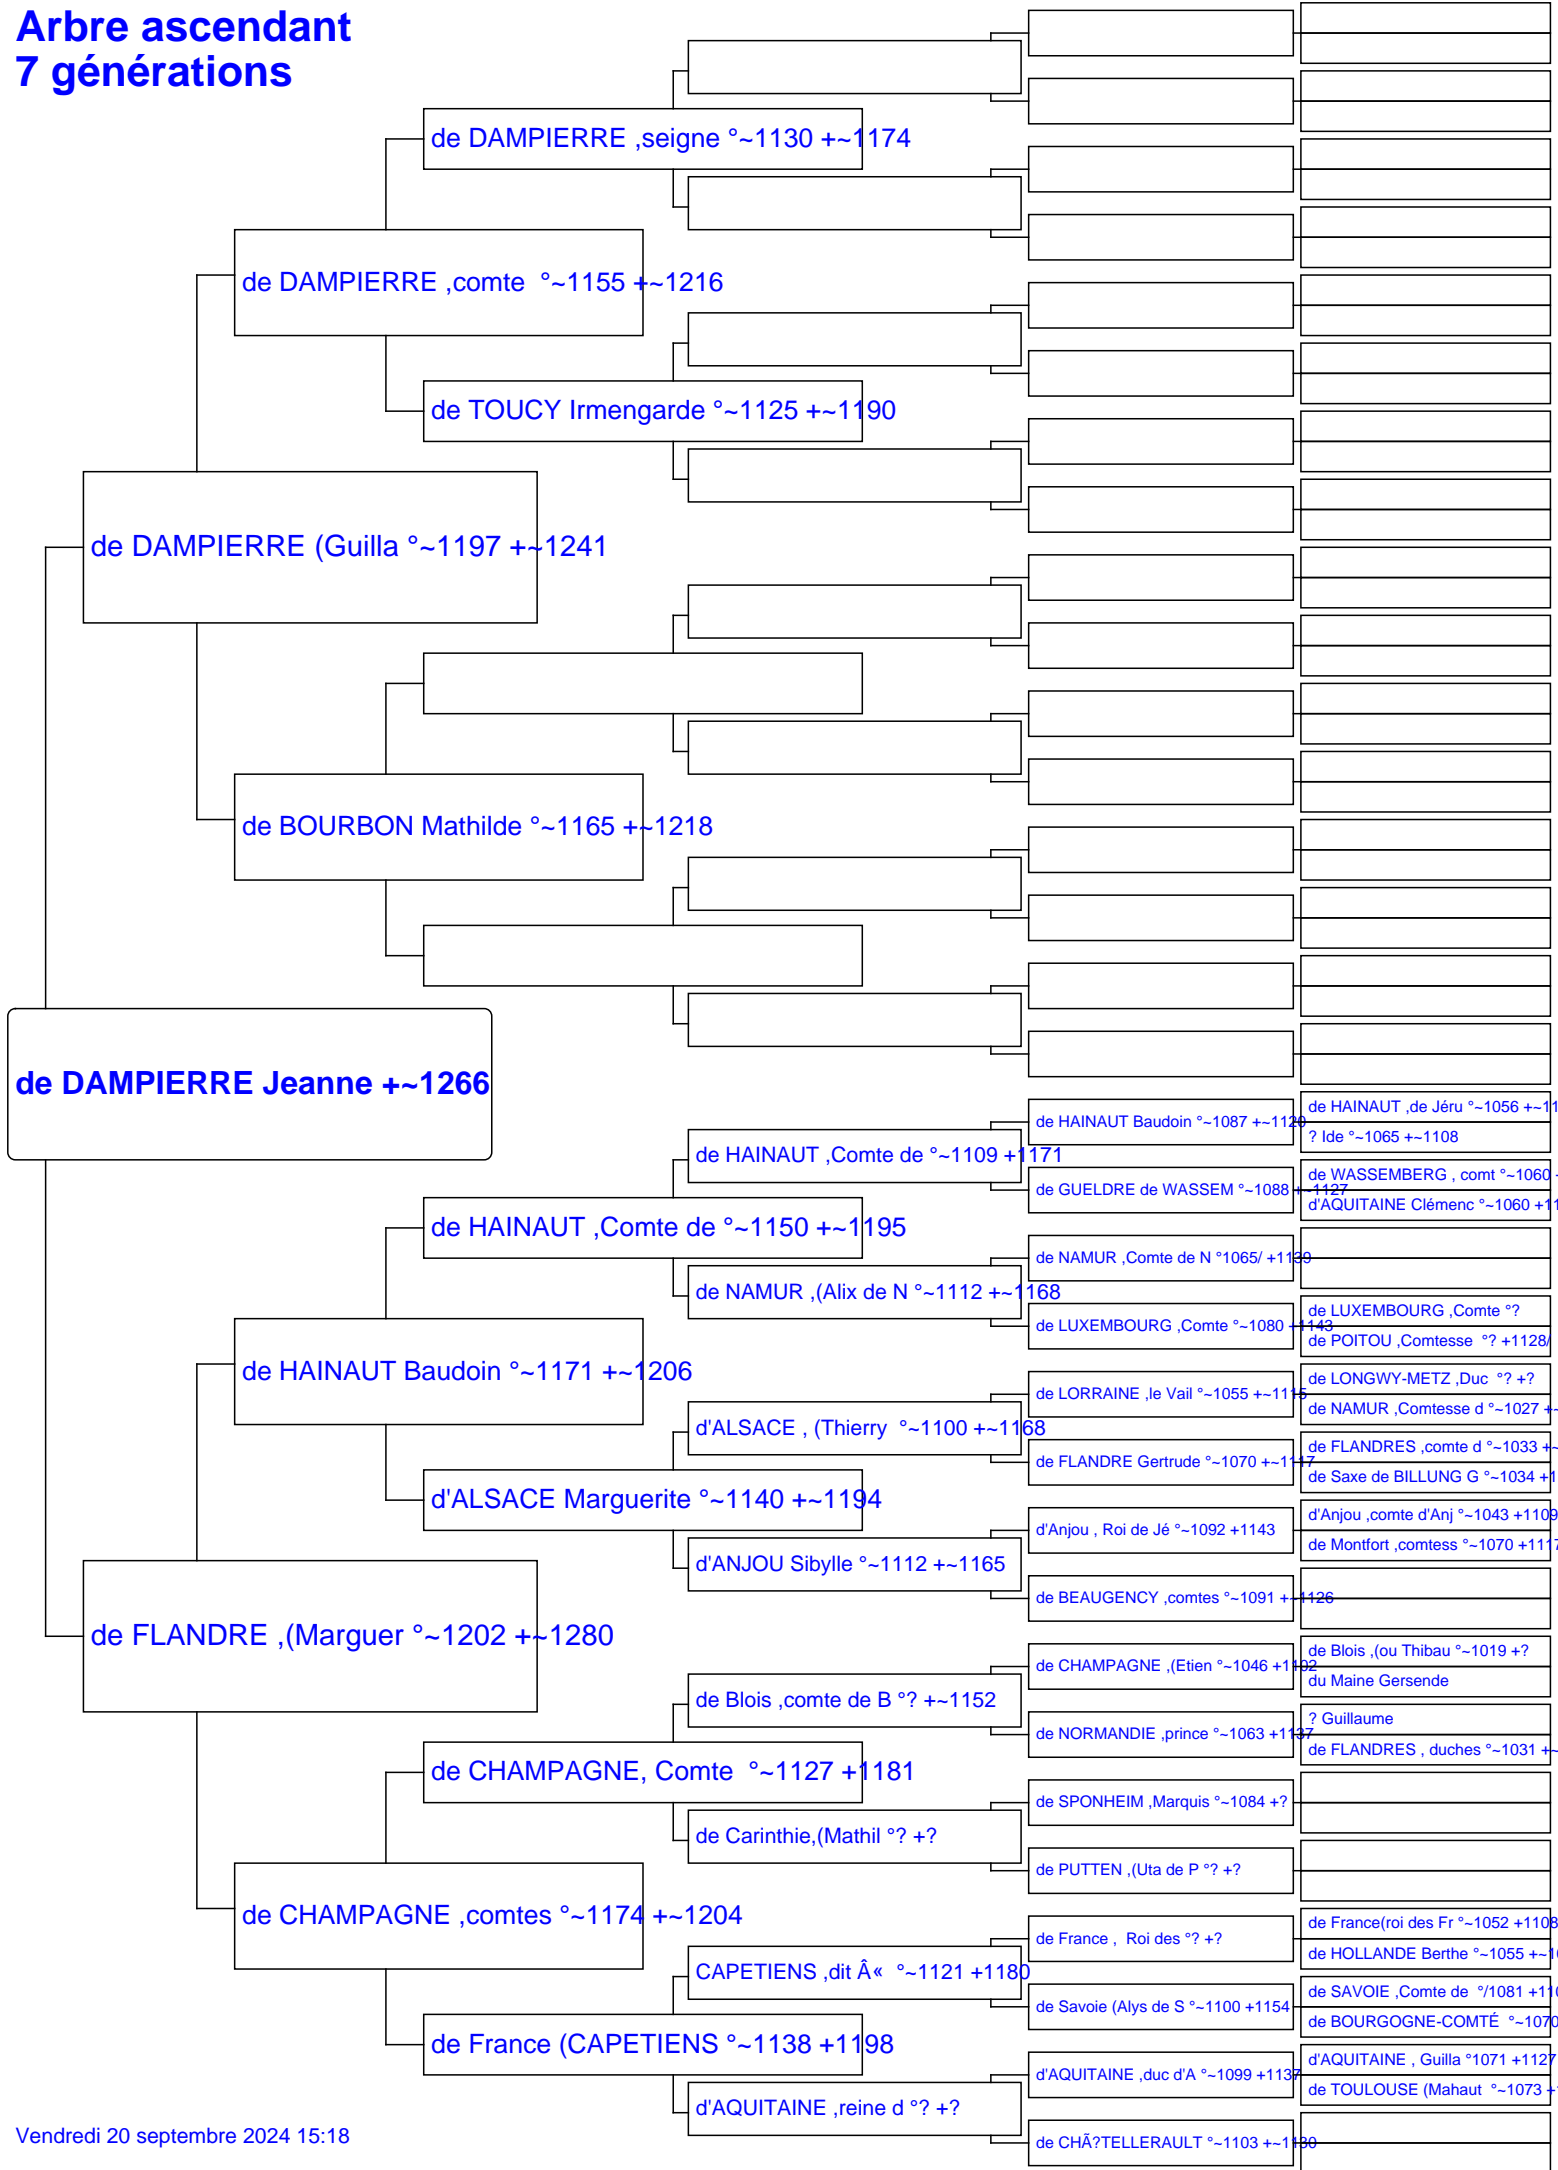 Arbre ascendant
7 générations
de DAMPIERRE ,seigne °~1130 +~1174
de DAMPIERRE ,comte  °~1155 +~1216
de TOUCY Irmengarde °~1125 +~1190
de DAMPIERRE (Guilla °~1197 +~1241
de BOURBON Mathilde °~1165 +~1218
de DAMPIERRE Jeanne +~1266
de HAINAUT ,de Jéru °~1056 +~11
de HAINAUT Baudoin °~1087 +~1120
? Ide °~1065 +~1108
de HAINAUT ,Comte de °~1109 +1171
de WASSEMBERG , comt °~1060 +
de GUELDRE de WASSEM °~1088 +~1127
d'AQUITAINE Clémenc °~1060 +11
de HAINAUT ,Comte de °~1150 +~1195
de NAMUR ,Comte de N °1065/ +1139
de NAMUR ,(Alix de N °~1112 +~1168
de LUXEMBOURG ,Comte °?
de LUXEMBOURG ,Comte °~1080 +1143
de POITOU ,Comtesse  °? +1128/
de HAINAUT Baudoin °~1171 +~1206
de LONGWY-METZ ,Duc  °? +?
de LORRAINE ,le Vail °~1055 +~1115
de NAMUR ,Comtesse d °~1027 +~
d'ALSACE , (Thierry  °~1100 +~1168
de FLANDRES ,comte d °~1033 +~
de FLANDRE Gertrude °~1070 +~1117
de Saxe de BILLUNG G °~1034 +1
d'ALSACE Marguerite °~1140 +~1194
d'Anjou ,comte d'Anj °~1043 +1109
d'Anjou , Roi de Jé °~1092 +1143
de Montfort ,comtess °~1070 +1117
d'ANJOU Sibylle °~1112 +~1165
de BEAUGENCY ,comtes °~1091 +~1126
de FLANDRE ,(Marguer °~1202 +~1280
de Blois ,(ou Thibau °~1019 +?
de CHAMPAGNE ,(Etien °~1046 +1102
du Maine Gersende
de Blois ,comte de B °? +~1152
? Guillaume
de NORMANDIE ,prince °~1063 +1137
de FLANDRES , duches °~1031 +~
de CHAMPAGNE, Comte  °~1127 +1181
de SPONHEIM ,Marquis °~1084 +?
de Carinthie,(Mathil °? +?
de PUTTEN ,(Uta de P °? +?
de CHAMPAGNE ,comtes °~1174 +~1204
de France(roi des Fr °~1052 +1108
de France ,  Roi des °? +?
de HOLLANDE Berthe °~1055 +~1
CAPETIENS ,dit Â«  °~1121 +1180
de SAVOIE ,Comte de  °/1081 +110
de Savoie (Alys de S °~1100 +1154
de BOURGOGNE-COMTÉ  °~1070
de France (CAPETIENS °~1138 +1198
d'AQUITAINE , Guilla °1071 +1127
d'AQUITAINE ,duc d'A °~1099 +1137
de TOULOUSE (Mahaut  °~1073 +
d'AQUITAINE ,reine d °? +?
de CHÃ?TELLERAULT °~1103 +~1130
Vendredi 20 septembre 2024 15:18